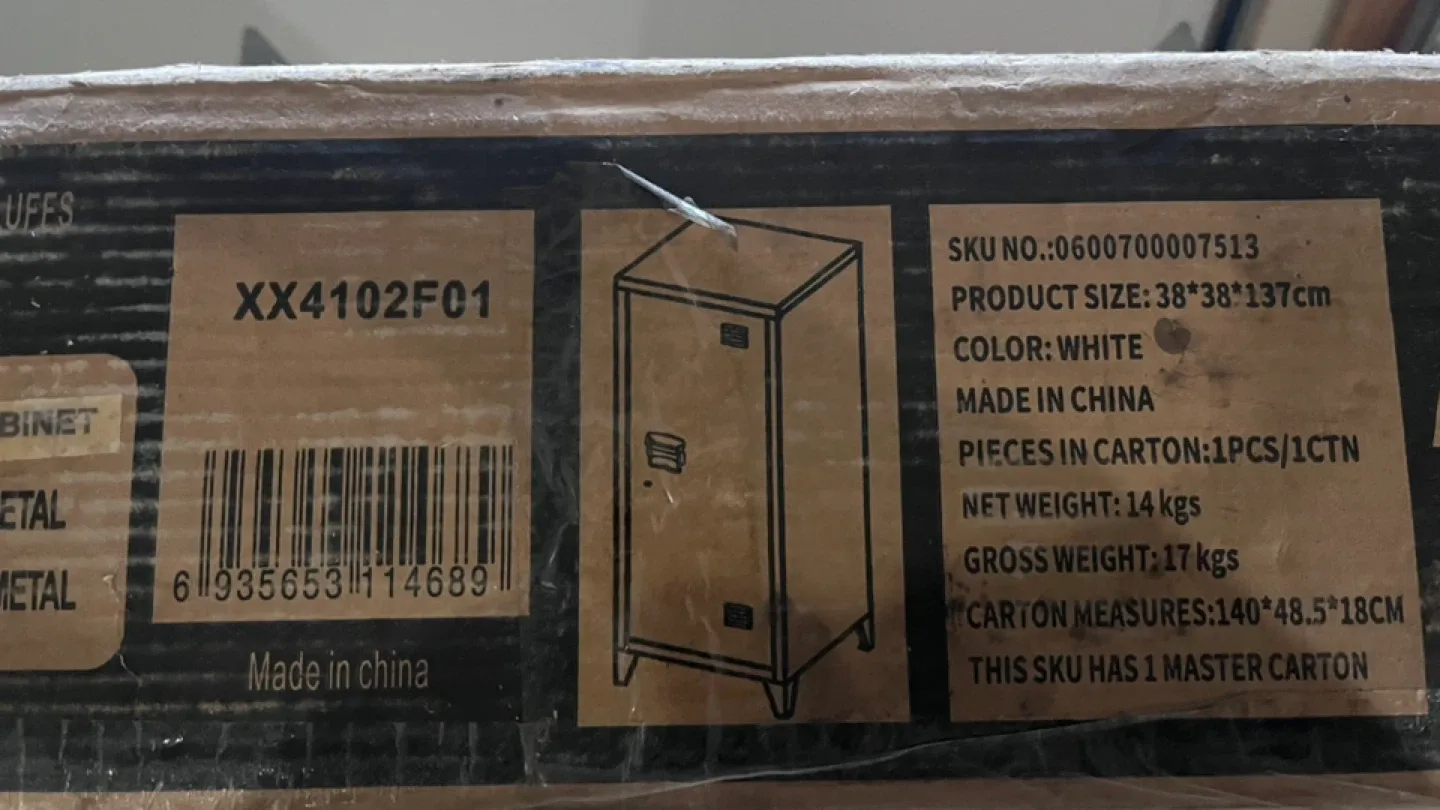 UFFS
BINET
ETAL
METAL
XX4102F01
6 935653 114689
Made in china
SKU NO.:0600700007513
PRODUCT SIZE: 38*38*137cm
COLOR: WHITE
MADE IN CHINA
PIECES IN CARTON:1PCS/1CTN
NET WEIGHT: 14 kgs
GROSS WEIGHT: 17 kgs
CARTON MEASURES:140*48.5*18CM
THIS SKU HAS 1 MASTER CARTON